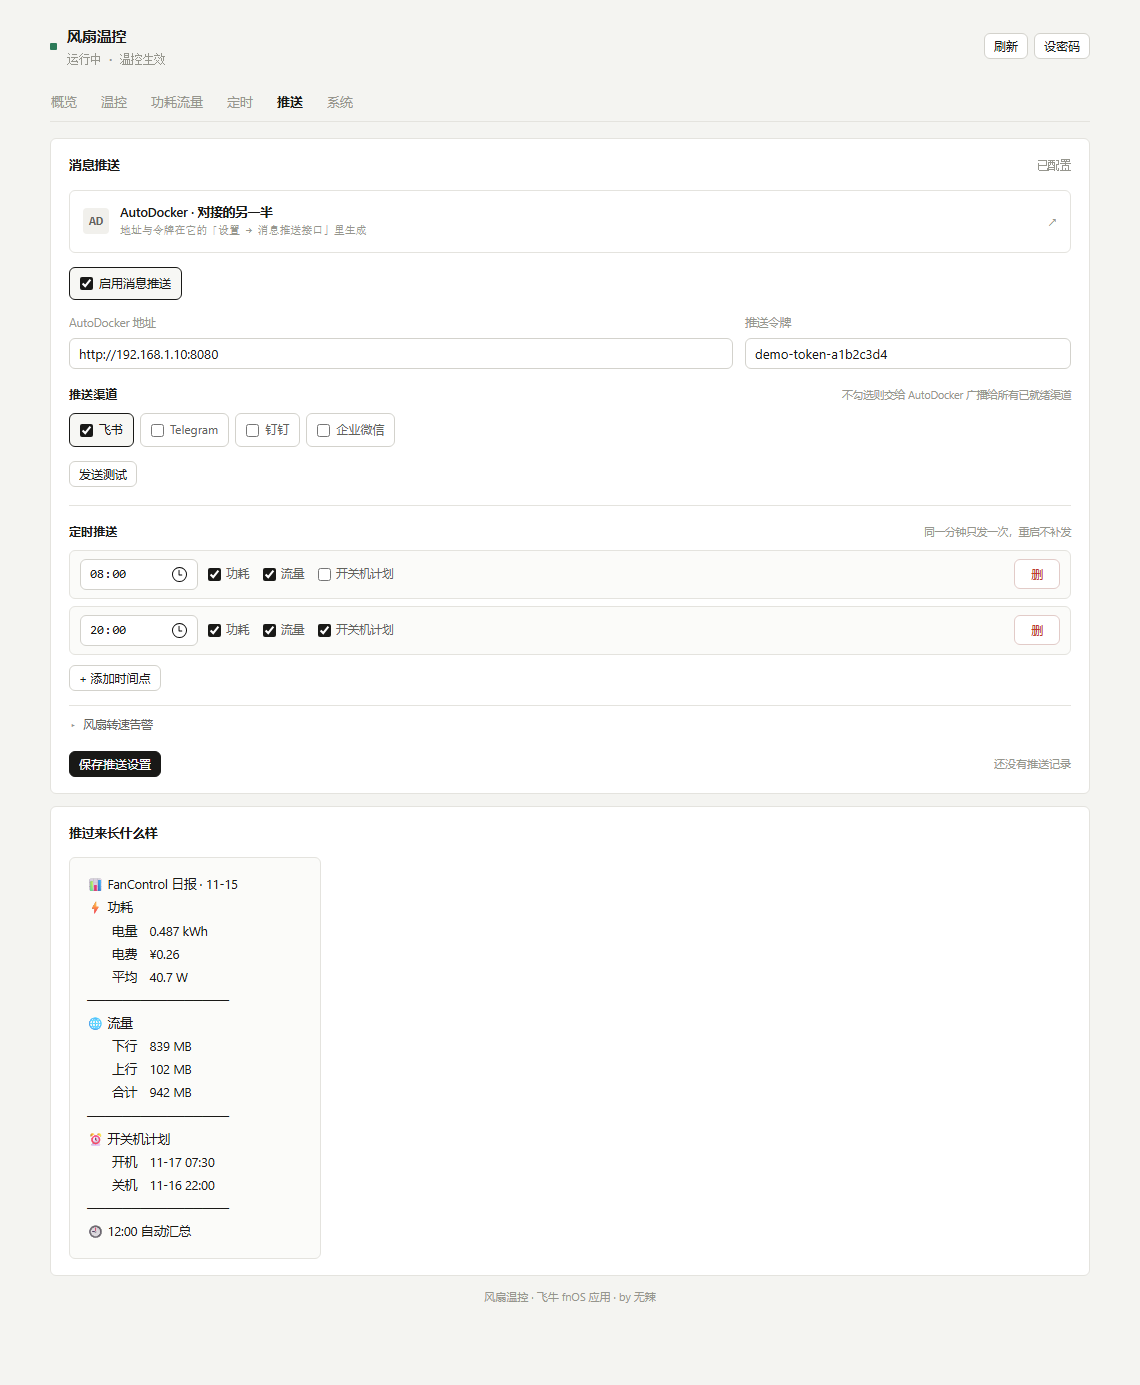 风扇温控
运行中 · 温控生效
刷新 设密码
概览 温控 功耗流量 定时 推送 系统
消息推送 已配置
AD
AutoDocker · 对接的另一半
地址与令牌在它的「设置 → 消息推送接口」里生成 ↗
启用消息推送
AutoDocker 地址 推送令牌
http://192.168.1.10:8080 demo-token-a1b2c3d4
推送渠道 不勾选则交给 AutoDocker 广播给所有已就绪渠道
飞书 Telegram 钉钉 企业微信
发送测试
定时推送 同一分钟只发一次，重启不补发
08:00 功耗 流量 开关机计划 删
20:00 功耗 流量 开关机计划 删
+ 添加时间点
风扇转速告警
保存推送设置 还没有推送记录
推过来长什么样
📊 FanControl 日报 · 11-15
⚡ 功耗
电量 0.487 kWh
电费 ¥0.26
平均 40.7 W
🌐 流量
下行 839 MB
上行 102 MB
合计 942 MB
⏰ 开关机计划
开机 11-17 07:30
关机 11-16 22:00
🕘 12:00 自动汇总
风扇温控 · 飞牛 fnOS 应用 · by 无辣